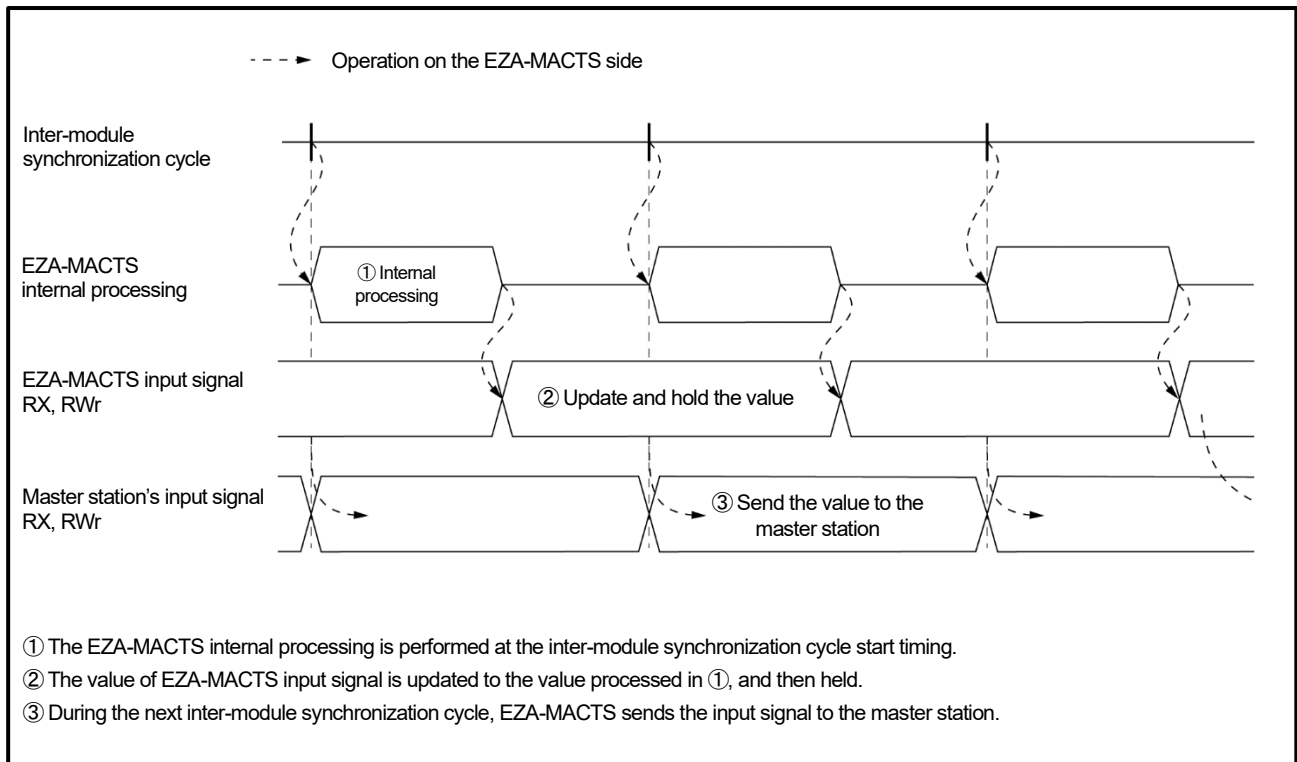 Operation on the EZA-MACTS side
Inter-module
synchronization cycle
EZA-MACTS
internal processing
① Internal
processing
EZA-MACTS input signal
RX, RWr
② Update and hold the value
Master station's input signal
RX, RWr
③ Send the value to the
master station
① The EZA-MACTS internal processing is performed at the inter-module synchronization cycle start timing.
② The value of EZA-MACTS input signal is updated to the value processed in ①, and then held.
③ During the next inter-module synchronization cycle, EZA-MACTS sends the input signal to the master station.